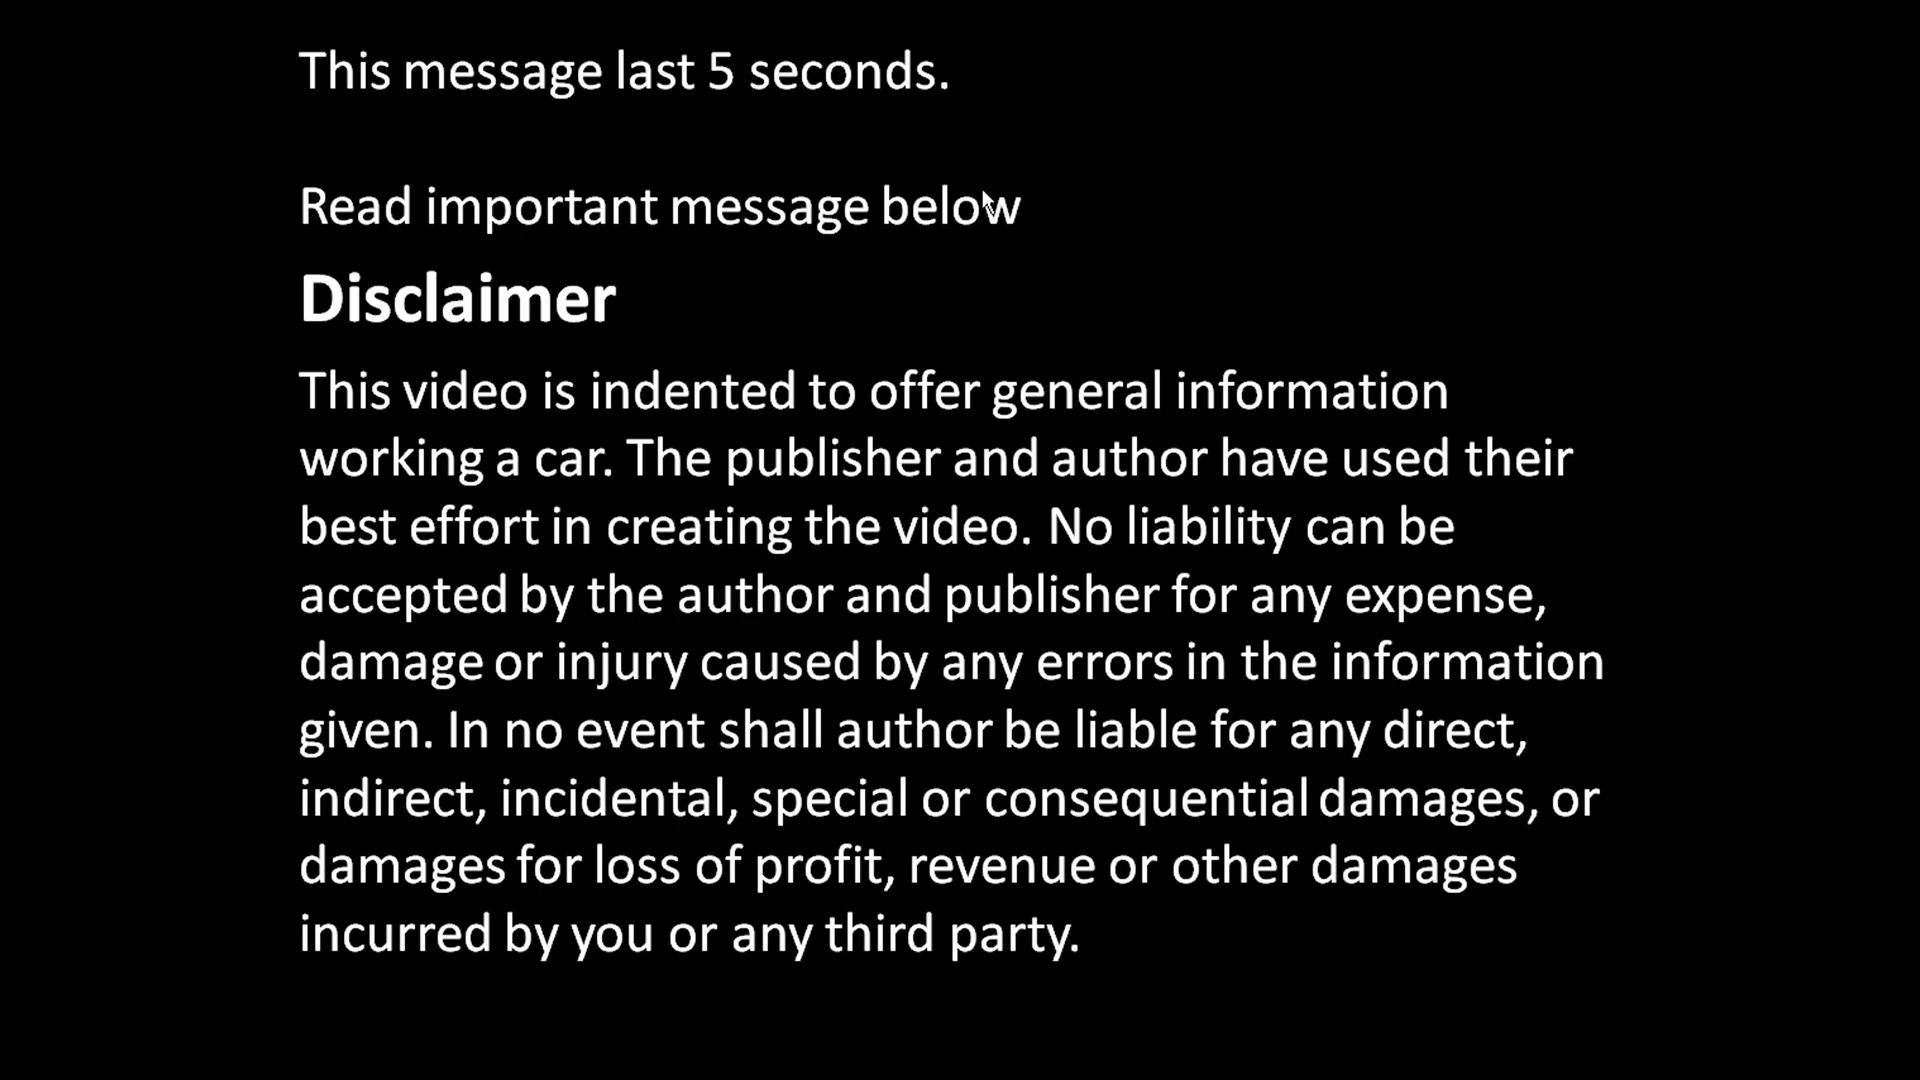 This message last 5 seconds.
Read important message below
Disclaimer
This video is indented to offer general information
working a car. The publisher and author have used their
best effort in creating the video. No liability can be
accepted by the author and publisher for any expense,
damage or injury caused by any errors in the information
given. In no event shall author be liable for any direct,
indirect, incidental, special or consequential damages, or
damages for loss of profit, revenue or other damages
incurred by you or any third party.